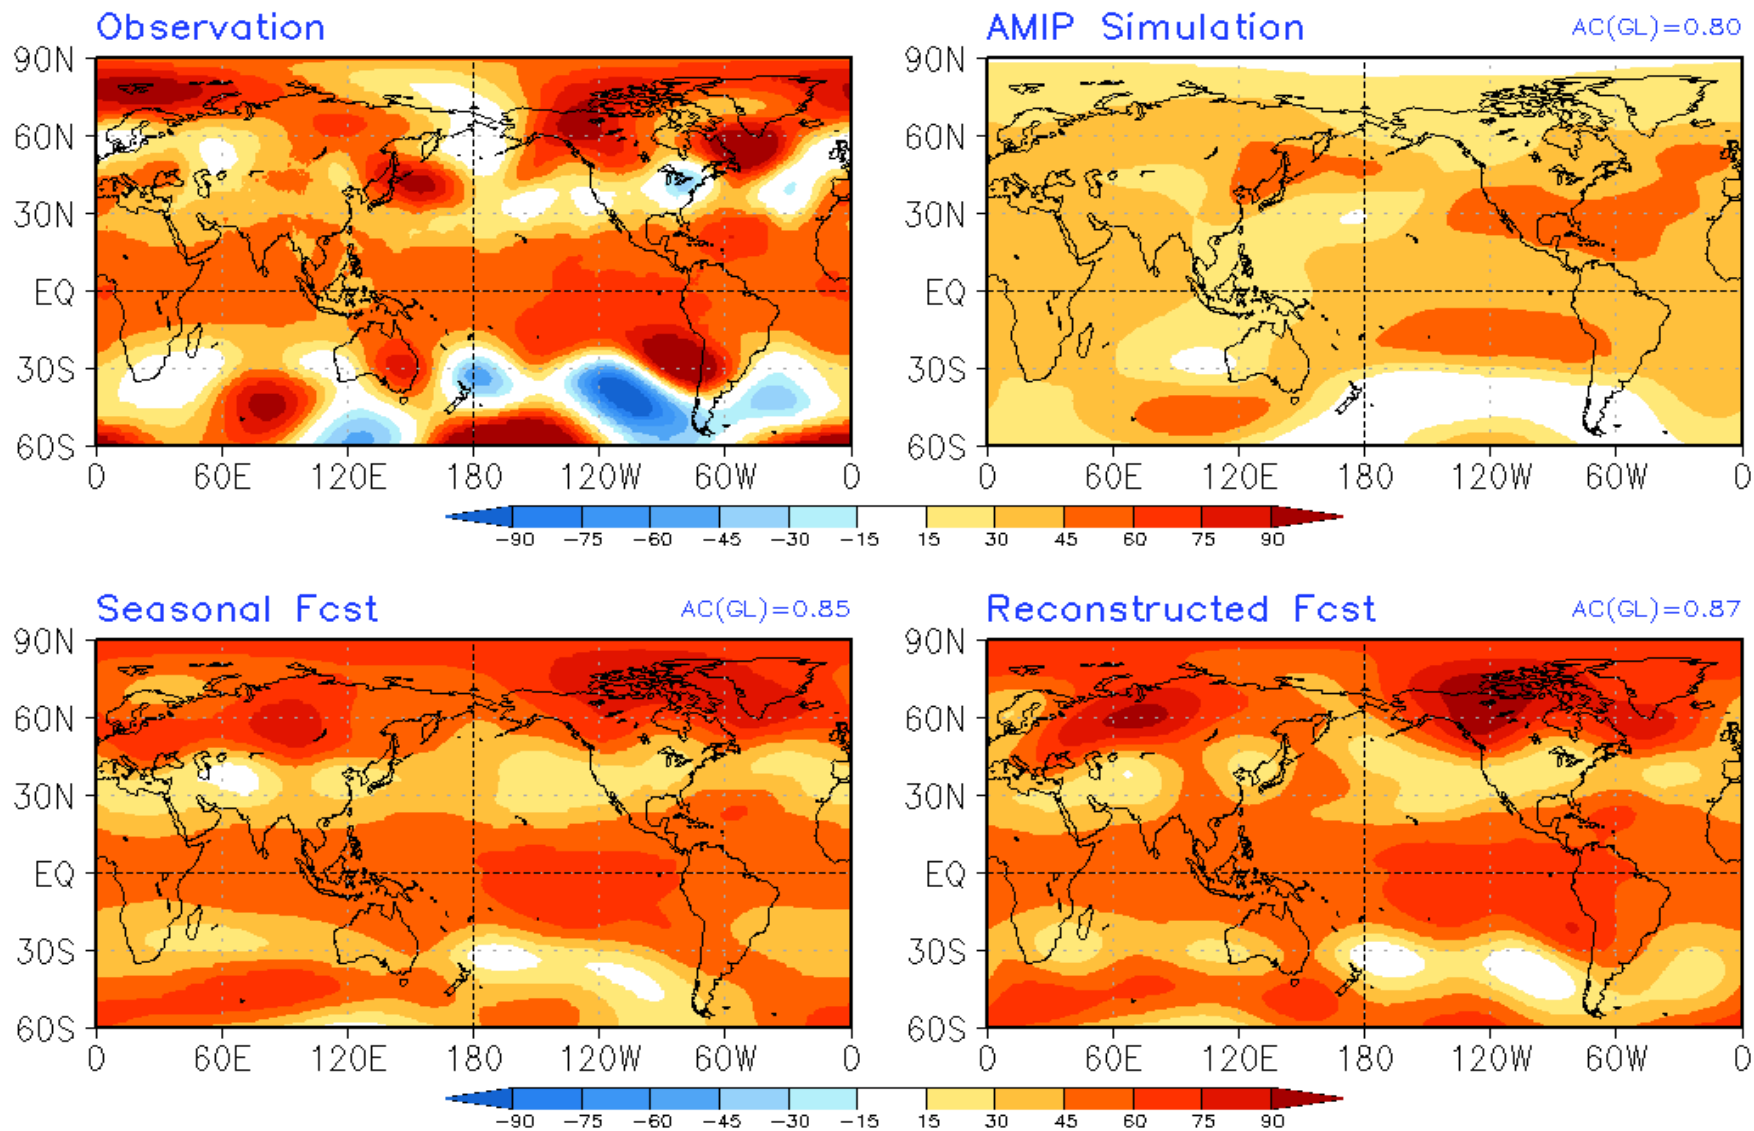 Observation
AMIP Simulation AC(GL)=0.80
90N
60N
30N
EQ
30S
60S
0 60E 120E 180 120W 60W 0
90N
60N
30N
EQ
30S
60S
0 60E 120E 180 120W 60W 0
-90 -75 -60 -45 -30 -15 15 30 45 60 75 90
Seasonal Fcst AC(GL)=0.85
Reconstructed Fcst AC(GL)=0.87
90N
60N
30N
EQ
30S
60S
0 60E 120E 180 120W 60W 0
90N
60N
30N
EQ
30S
60S
0 60E 120E 180 120W 60W 0
-90 -75 -60 -45 -30 -15 15 30 45 60 75 90